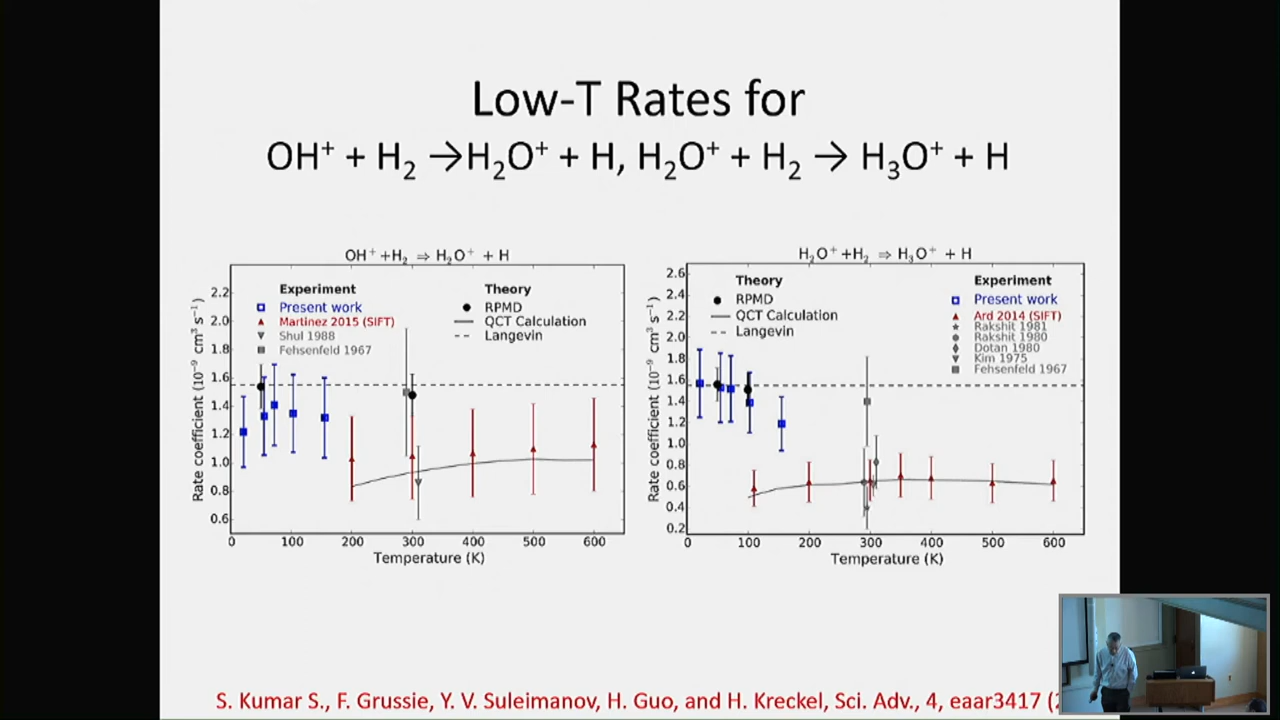 Low-T Rates for
OH⁺ + H₂ →H₂O⁺ + H, H₂O⁺ + H₂ → H₃O⁺ + H
OH⁺+H₂ ⇒ H₂O⁺ + H
Rate coefficient (10⁻⁹ cm³ s⁻¹)
2.2
2.0
1.8
1.6
1.4
1.2
1.0
0.8
0.6
Experiment
Present work
Martinez 2015 (SIFT)
Shul 1988
Fehsenfeld 1967
Theory
RPMD
QCT Calculation
Langevin
0 100 200 300 400 500 600
Temperature (K)
H₂O⁺+H₂ ⇒ H₃O⁺ + H
Rate coefficient (10⁻⁹ cm³ s⁻¹)
2.6
2.4
2.2
2.0
1.8
1.6
1.4
1.2
1.0
0.8
0.6
0.4
0.2
Theory
RPMD
QCT Calculation
Langevin
Experiment
Present work
Ard 2014 (SIFT)
Rakshit 1981
Rakshit 1980
Dotan 1980
Kim 1975
Fehsenfeld 1967
0 100 200 300 400 500 600
Temperature (K)
S. Kumar S., F. Grussie, Y. V. Suleimanov, H. Guo, and H. Kreckel, Sci. Adv., 4, eaar3417 (